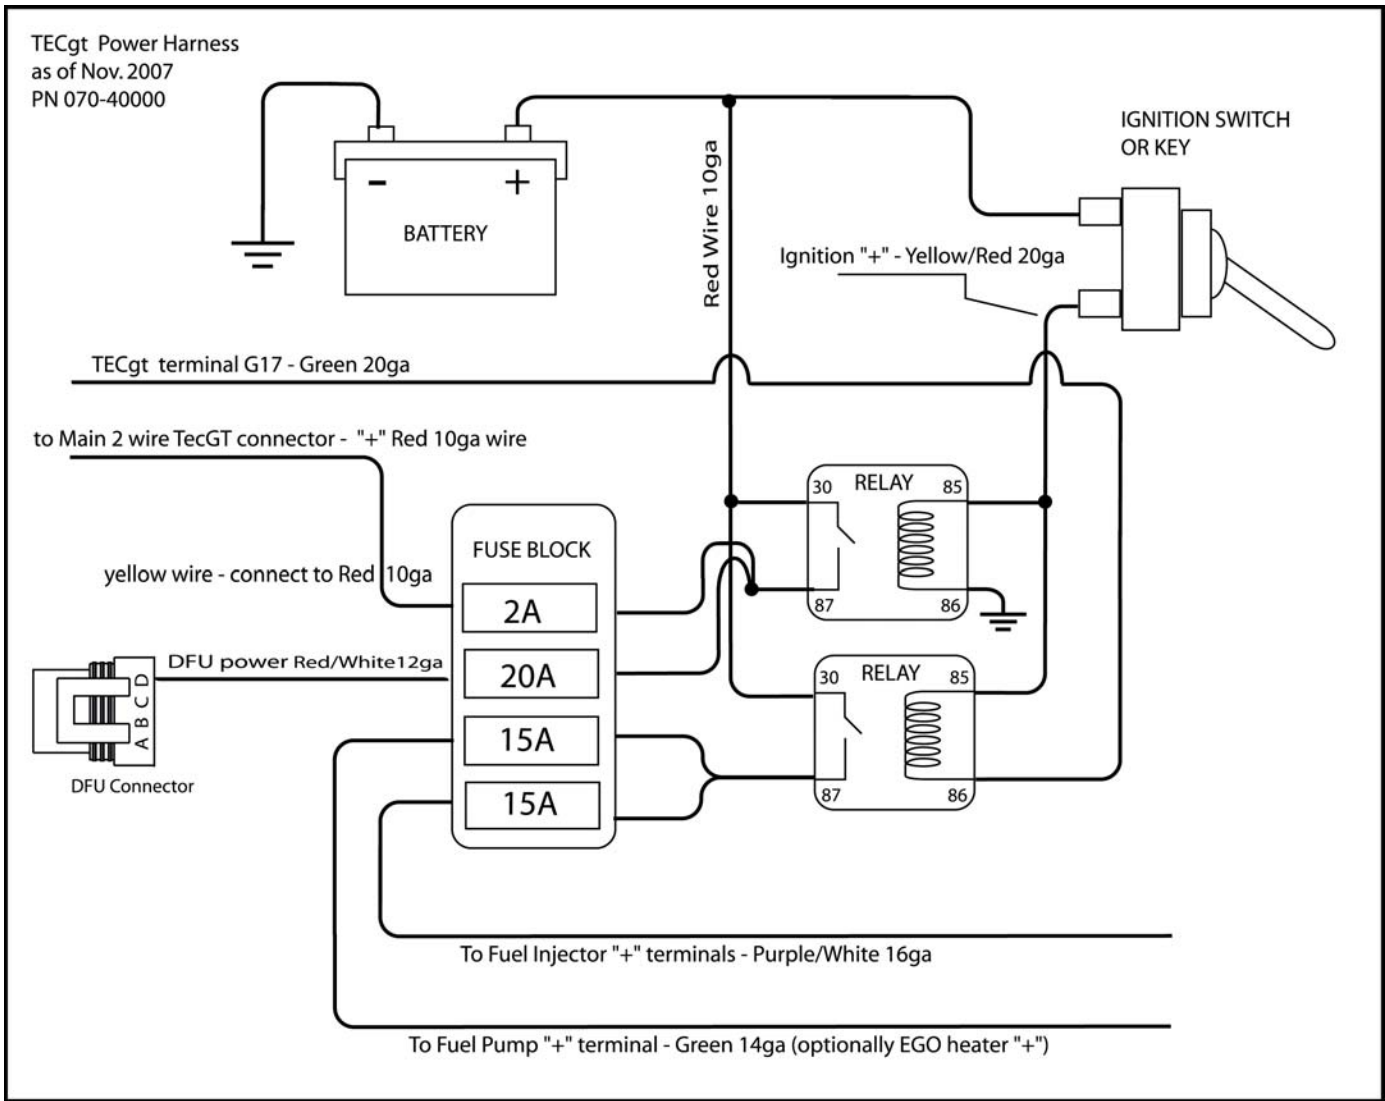 TECgt Power Harness
as of Nov. 2007
PN 070-40000
IGNITION SWITCH
OR KEY
- +
BATTERY
Red Wire 10ga
Ignition "+" - Yellow/Red 20ga
TECgt terminal G17 - Green 20ga
to Main 2 wire TecGT connector - "+" Red 10ga wire
30 RELAY 85
87 86
FUSE BLOCK
yellow wire - connect to Red 10ga
2A
DFU power Red/White12ga
20A
15A
15A
A B C D
DFU Connector
30 RELAY 85
87 86
To Fuel Injector "+" terminals - Purple/White 16ga
To Fuel Pump "+" terminal - Green 14ga (optionally EGO heater "+")